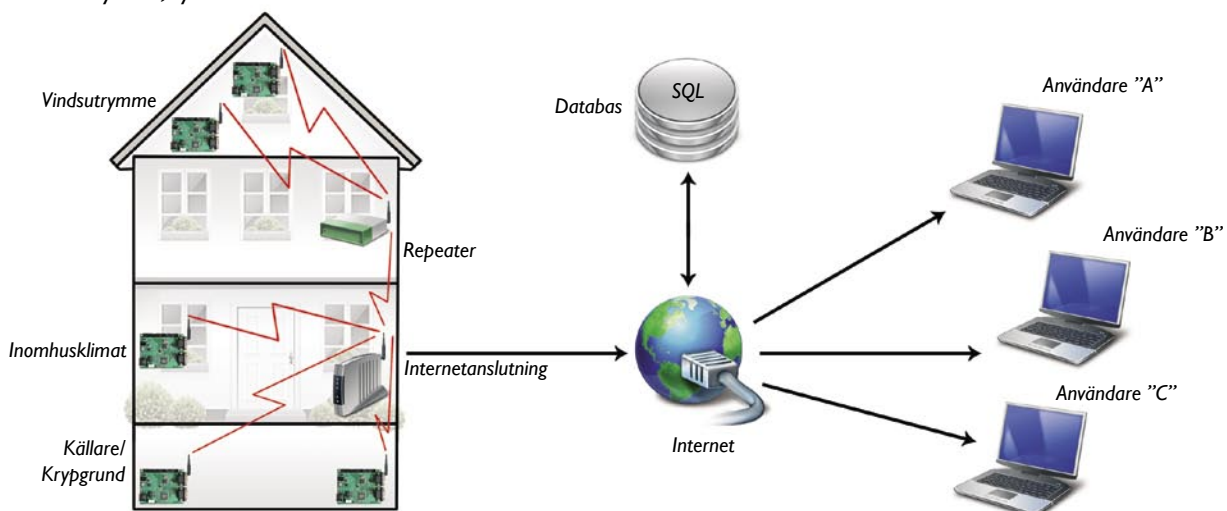 Vindsutrymme
Databas
SQL
Användare ”A”
Repeater
Användare ”B”
Inomhusklimat
Internetanslutning
Användare ”C”
Källare/
Krypgrund
Internet